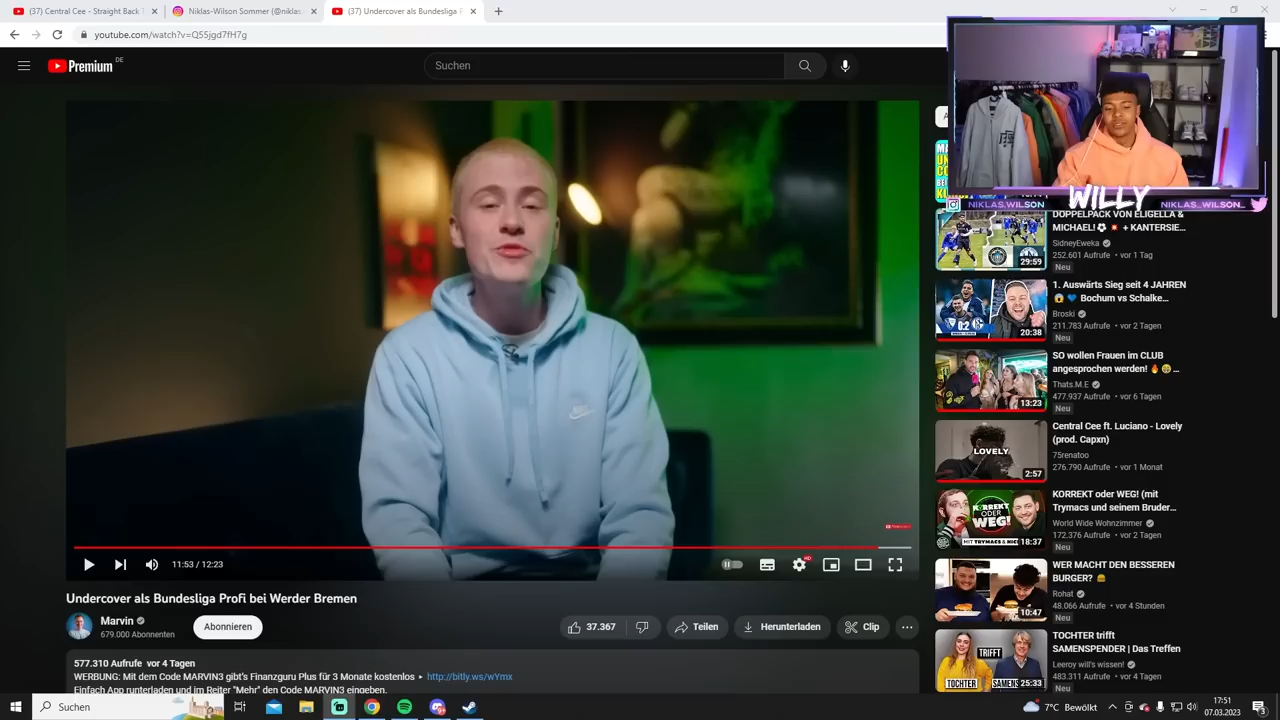 (37) Central Cee - Straight Back T
Niklas-Wilson Sommer (@niklas
(37) Undercover als Bundesliga P
youtube.com/watch?v=Q55jgd7fH7g
Premium DE
Suchen
WILLY
NIKLAS.WILSON
NIKLAS_WILSON_
DOPPELPACK VON ELIGELLA &
MICHAEL! ⚽ 💥 + KANTERSIE...
SidneyEweka
252.601 Aufrufe • vor 1 Tag
Neu
29:59
1. Auswärts Sieg seit 4 JAHREN
😱 💙 Bochum vs Schalke...
Broski
211.783 Aufrufe • vor 2 Tagen
Neu
0:2
20:38
SO wollen Frauen im CLUB
angesprochen werden! 🔥 🤫 ...
Thats.M.E
477.937 Aufrufe • vor 6 Tagen
Neu
13:23
Central Cee ft. Luciano - Lovely
(prod. Capxn)
75renatoo
276.790 Aufrufe • vor 1 Monat
LOVELY
2:57
KORREKT oder WEG! (mit
Trymacs und seinem Bruder...
World Wide Wohnzimmer
172.376 Aufrufe • vor 2 Tagen
Neu
KORREKT
ODER
WEG!
MIT TRYMACS & NIC
18:37
WER MACHT DEN BESSEREN
BURGER? 🍔
Rohat
48.066 Aufrufe • vor 4 Stunden
Neu
10:47
TOCHTER trifft
SAMENSPENDER | Das Treffen
Leeroy will's wissen!
483.311 Aufrufe • vor 4 Tagen
Neu
TRIFFT
TOCHTER
SAMENS
25:33
11:53 / 12:23
HD
Undercover als Bundesliga Profi bei Werder Bremen
Marvin
679.000 Abonnenten
Abonnieren
37.367
Teilen
Herunterladen
Clip
577.310 Aufrufe vor 4 Tagen
WERBUNG: Mit dem Code MARVIN3 gibt's Finanzguru Plus für 3 Monate kostenlos ▸ http://bitly.ws/wYmx
Einfach App runterladen und im Reiter "Mehr" den Code MARVIN3 eingeben.
Suchen
7°C Bewölkt
17:51
07.03.2023